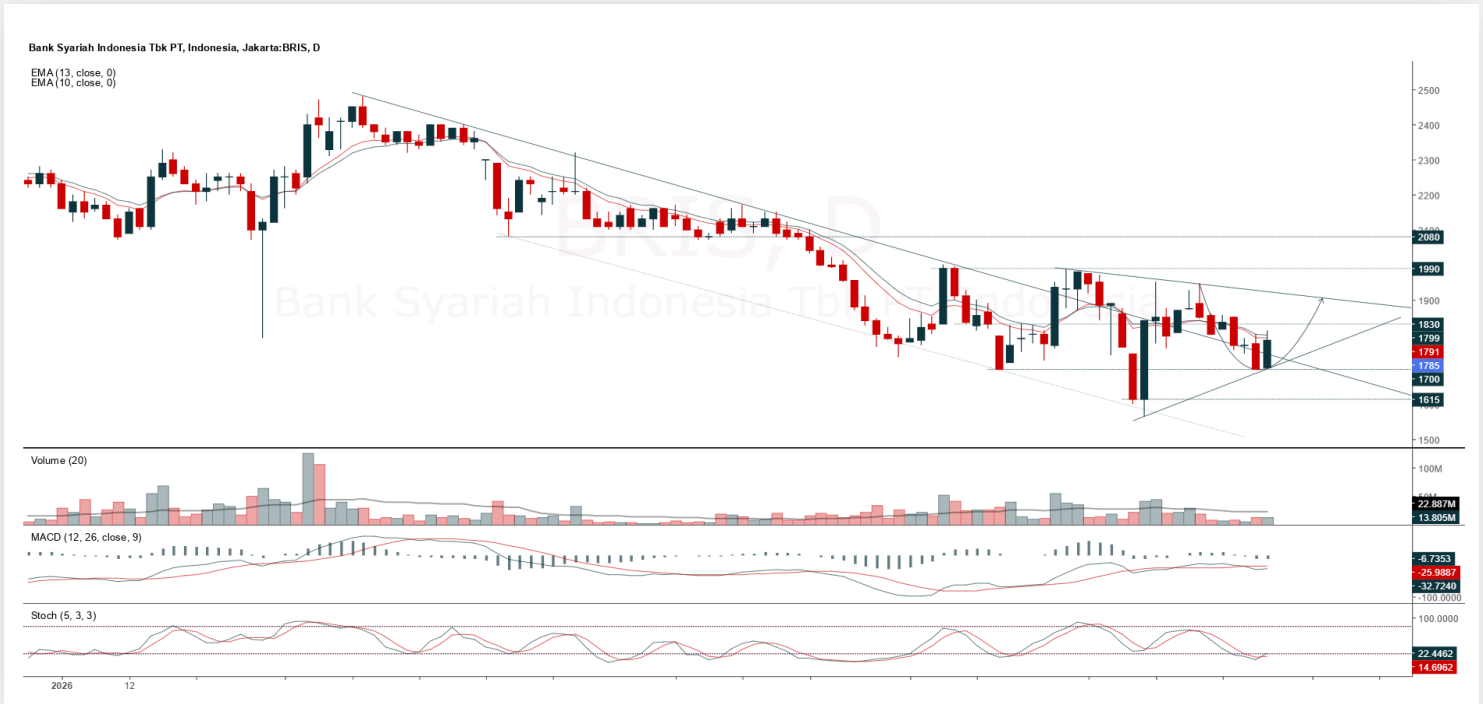 Bank Syariah Indonesia Tbk PT, Indonesia, Jakarta:BRIS, D
EMA (13, close, 0)
EMA (10, close, 0)
BRIS, D
Bank Syariah Indonesia Tbk PT, Indonesia
2500
2400
2300
2200
2080
1990
1900
1830
1799
1791
1785
1700
1615
1500
Volume (20)
100M
22.887M
13.805M
MACD (12, 26, close, 9)
-6.7353
-25.9887
-32.7240
-100.0000
Stoch (5, 3, 3)
100.0000
22.4462
14.6962
2026
12